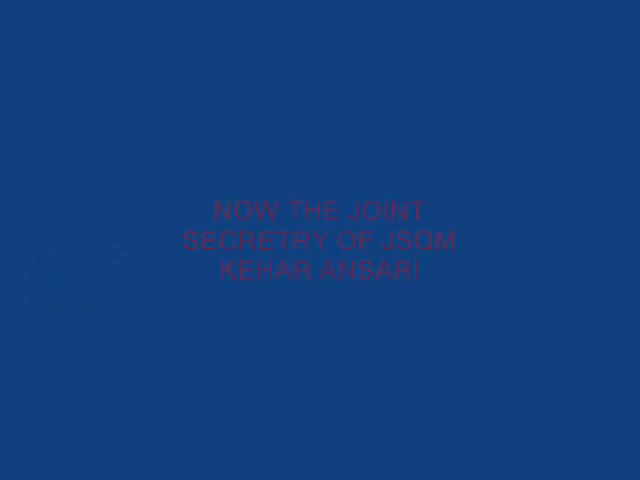 NOW THE JOINT
SECRETRY OF JSQM
KEHAR ANSARI